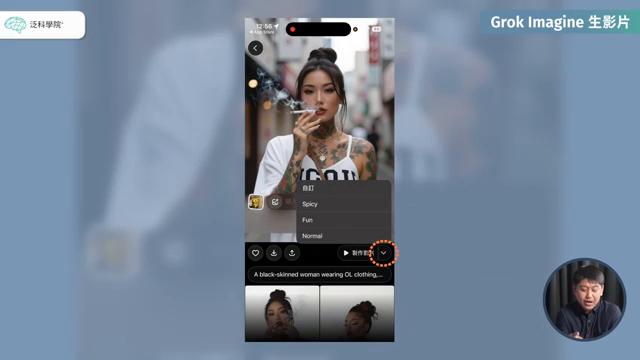 泛科學院
Grok Imagine 生影片
12:56
App Store
自訂
Spicy
Fun
Normal
製作影
A black-skinned woman wearing OL clothing,...